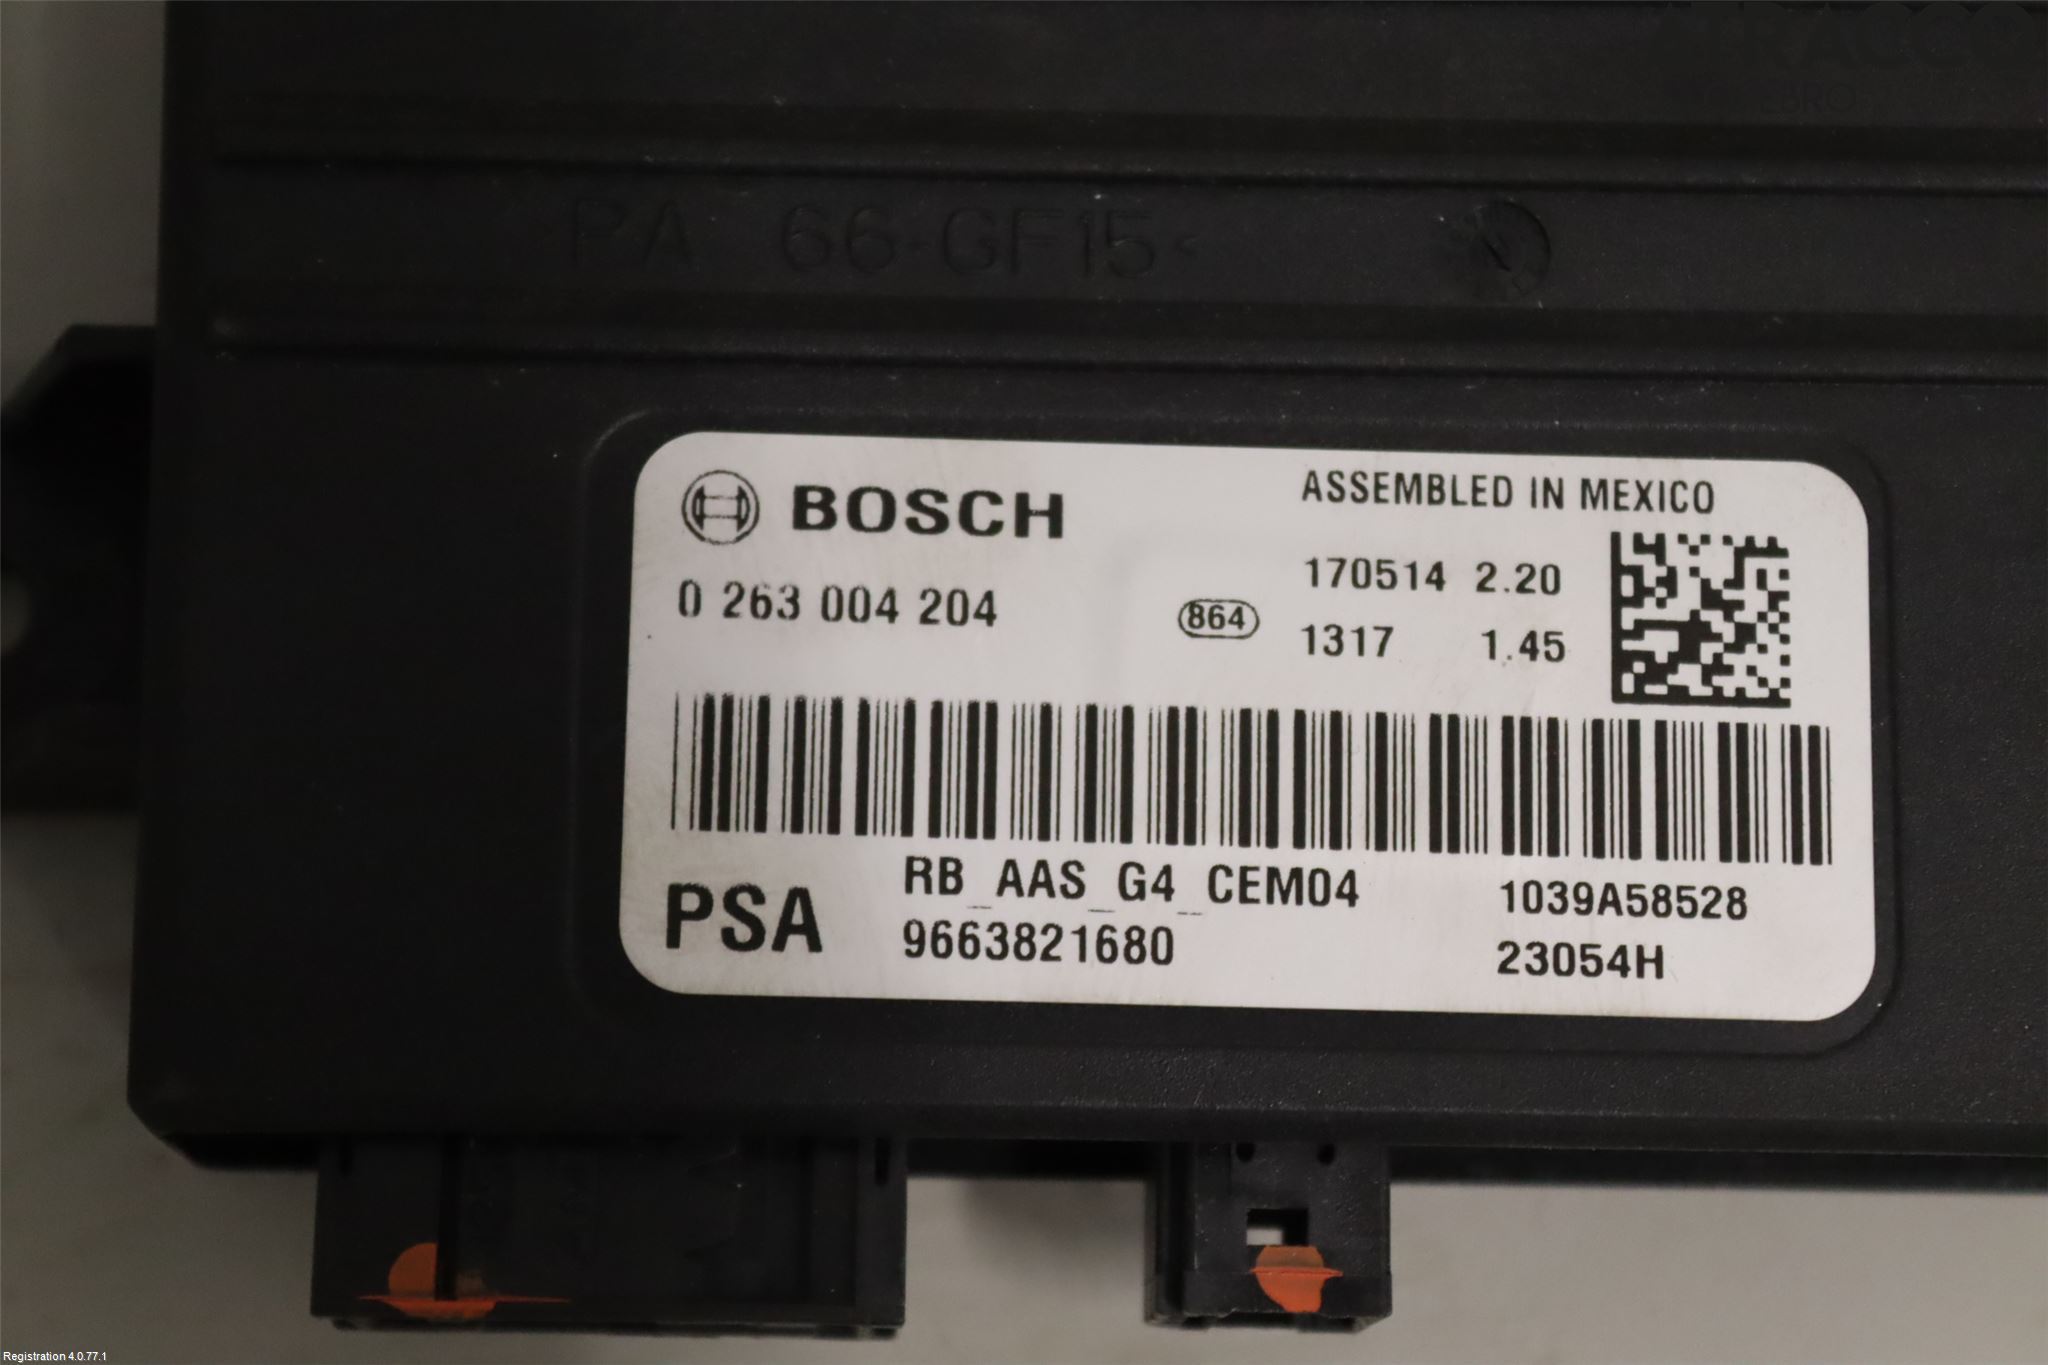 ATRACCO
>PA 66-GF15<
BOSCH
ASSEMBLED IN MEXICO
0 263 004 204
864
170514 2.20
1317 1.45
PSA
RB_AAS_G4_CEM04
1039A58528
9663821680
23054H
Registration 4.0.77.1